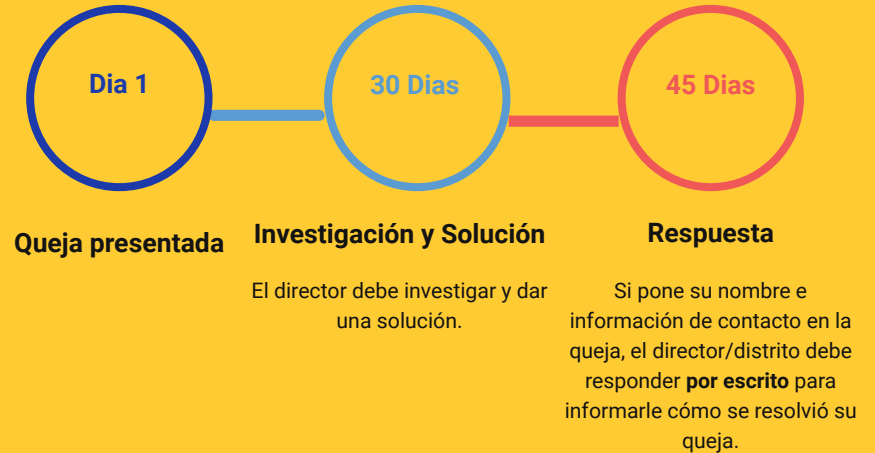 Dia 1
30 Dias
45 Dias
Queja presentada
Investigación y Solución
El director debe investigar y dar
una solución.
Respuesta
Si pone su nombre e
información de contacto en la
queja, el director/distrito debe
responder por escrito para
informarle cómo se resolvió su
queja.